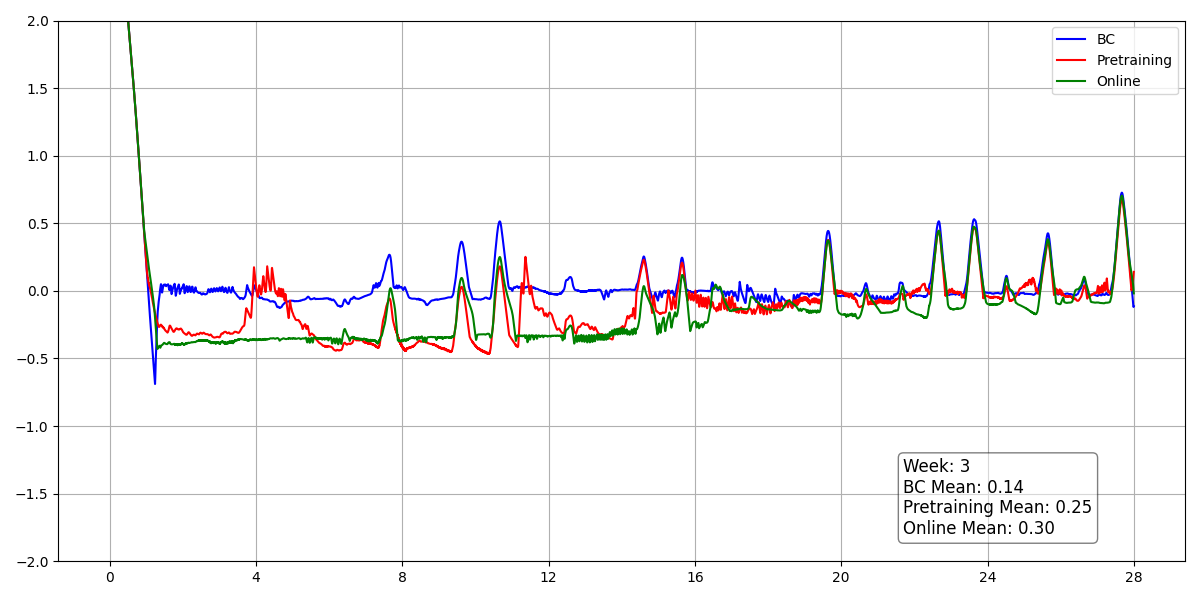 2.0
1.5
1.0
0.5
0.0
−0.5
−1.0
−1.5
−2.0
0 4 8 12 16 20 24 28
BC
Pretraining
Online
Week: 3
BC Mean: 0.14
Pretraining Mean: 0.25
Online Mean: 0.30